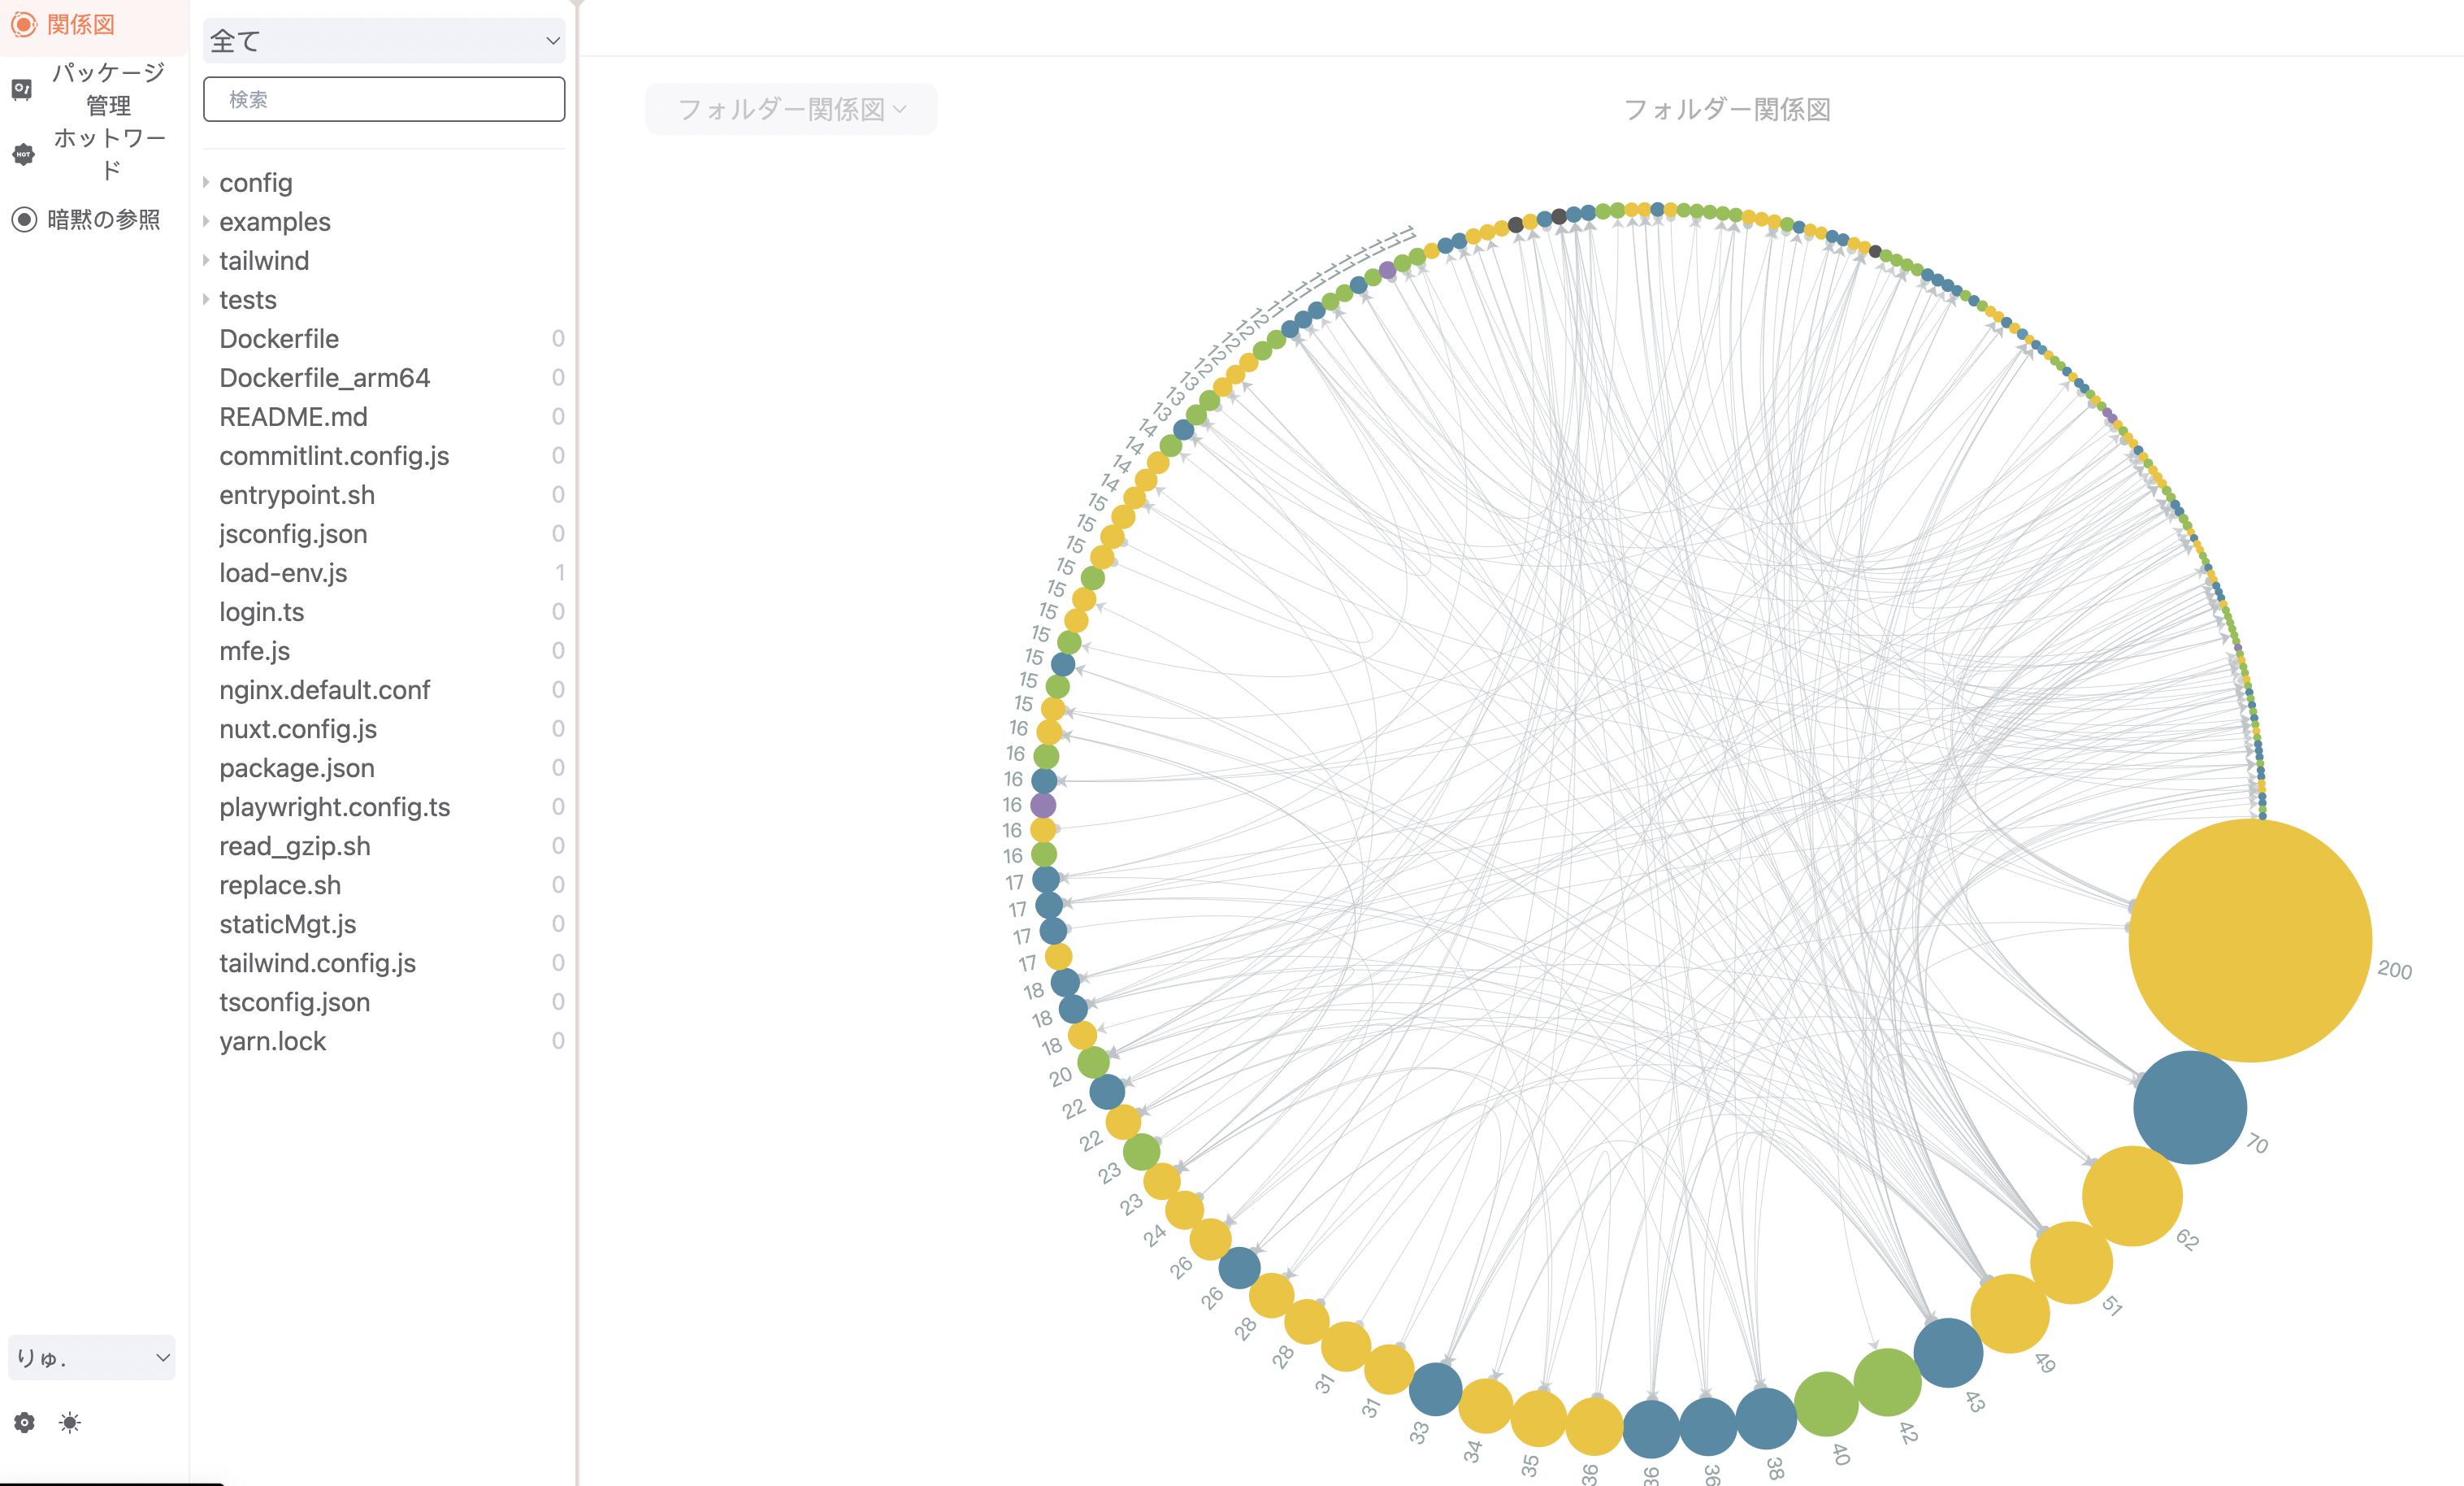 関係図
パッケージ
管理
ホットワー
ド
暗黙の参照
りゅ.
全て
検索
config
examples
tailwind
tests
Dockerfile 0
Dockerfile_arm64 0
README.md 0
commitlint.config.js 0
entrypoint.sh 0
jsconfig.json 0
load-env.js 1
login.ts 0
mfe.js 0
nginx.default.conf 0
nuxt.config.js 0
package.json 0
playwright.config.ts 0
read_gzip.sh 0
replace.sh 0
staticMgt.js 0
tailwind.config.js 0
tsconfig.json 0
yarn.lock 0
フォルダー関係図
フォルダー関係図
200
70
62
51
49
43
42
40
38
36
36
36
35
34
33
31
31
28
28
26
26
24
23
23
22
22
20
18
18
18
17
17
17
17
16
16
16
16
16
16
15
15
15
15
15
15
15
15
15
15
14
14
14
14
13
13